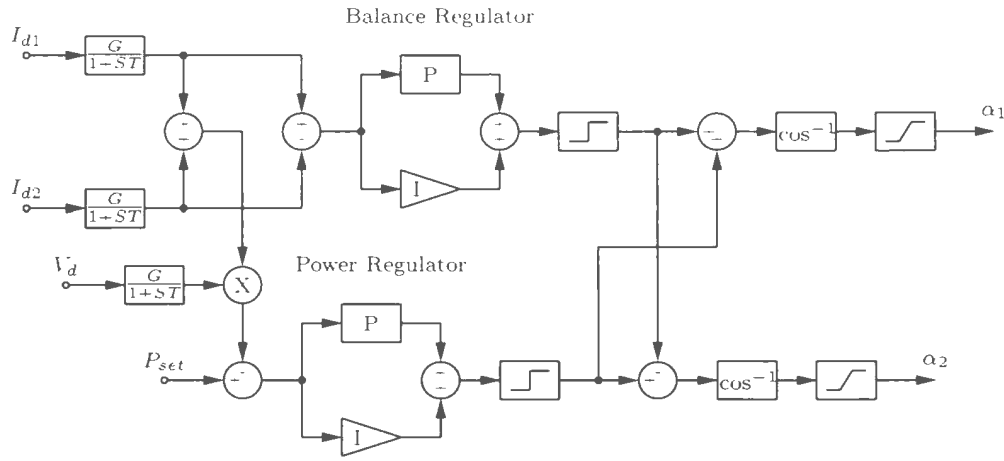 Balance Regulator
I_{d1}
G
1+ST
P
I
cos^{-1}
α_1
I_{d2}
G
1+ST
V_d
G
1+ST
X
Power Regulator
P
P_{set}
I
cos^{-1}
α_2